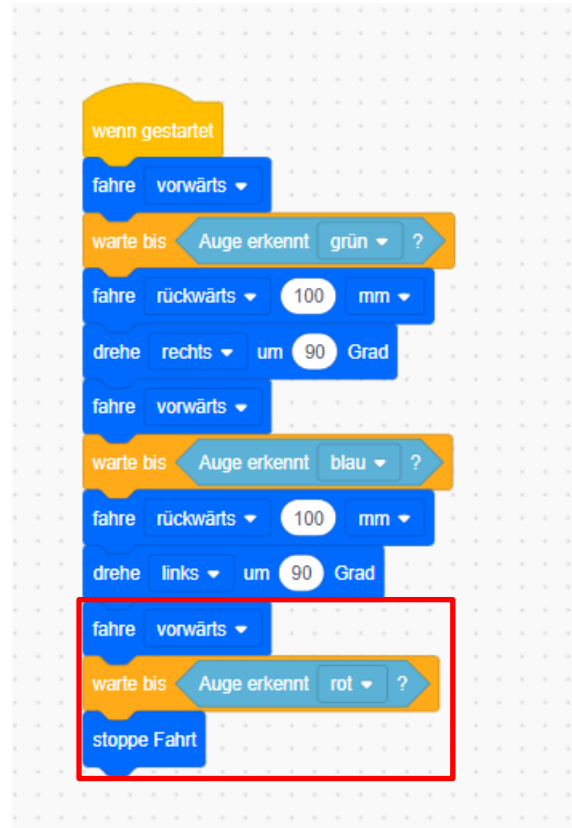 wenn gestartet
fahre vorwärts
warte bis Auge erkennt grün ?
fahre rückwärts 100 mm
drehe rechts um 90 Grad
fahre vorwärts
warte bis Auge erkennt blau ?
fahre rückwärts 100 mm
drehe links um 90 Grad
fahre vorwärts
warte bis Auge erkennt rot ?
stoppe Fahrt